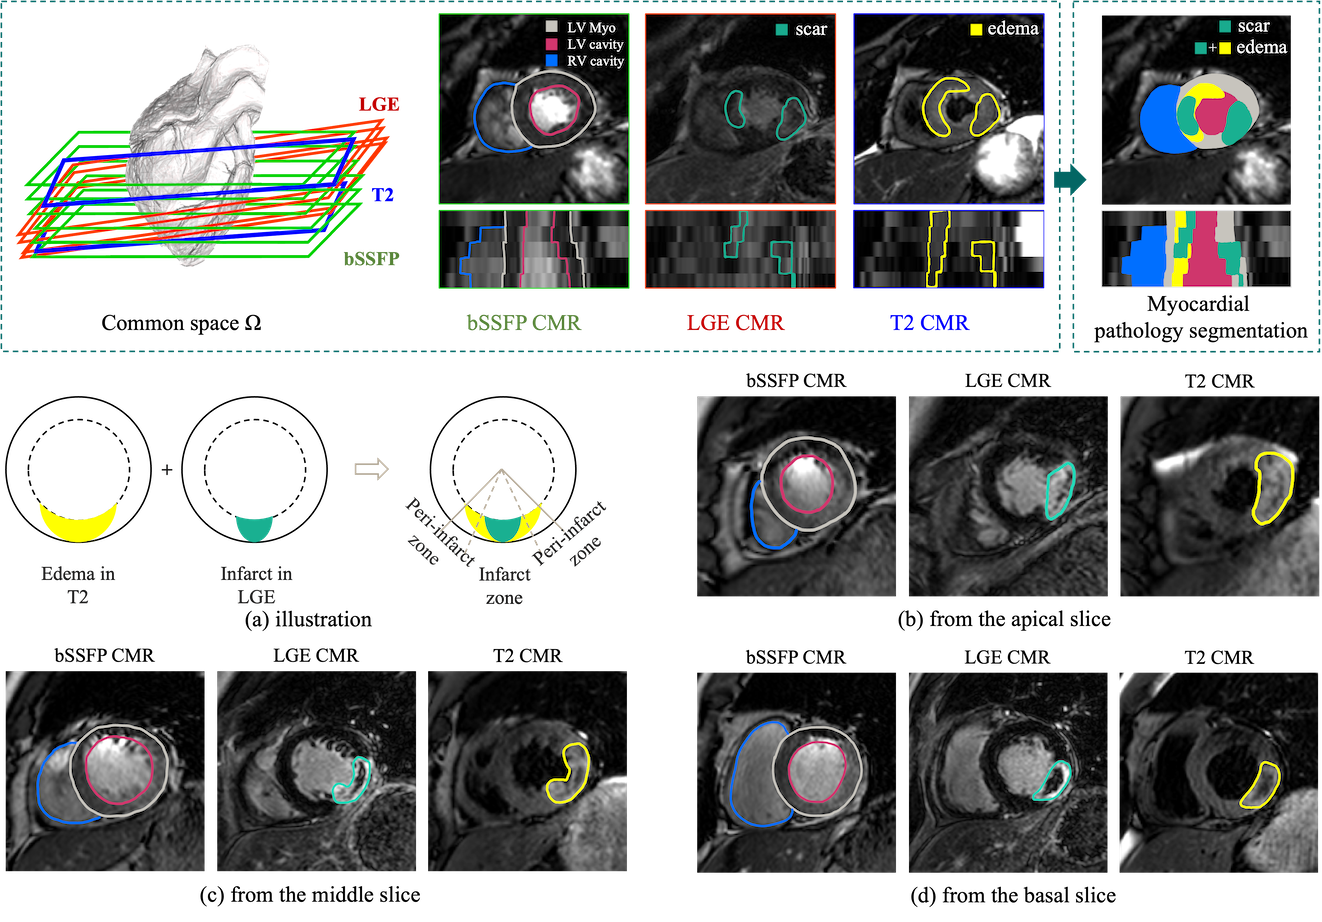 LGE
T2
bSSFP
Common space Ω
LV Myo
LV cavity
RV cavity
bSSFP CMR
scar
LGE CMR
edema
T2 CMR
scar
+ edema
Myocardial
pathology segmentation
+
Edema in
T2
Infarct in
LGE
Peri-infarct
zone
Infarct
zone
Peri-infarct
zone
(a) illustration
bSSFP CMR
LGE CMR
T2 CMR
(b) from the apical slice
bSSFP CMR
LGE CMR
T2 CMR
(c) from the middle slice
bSSFP CMR
LGE CMR
T2 CMR
(d) from the basal slice